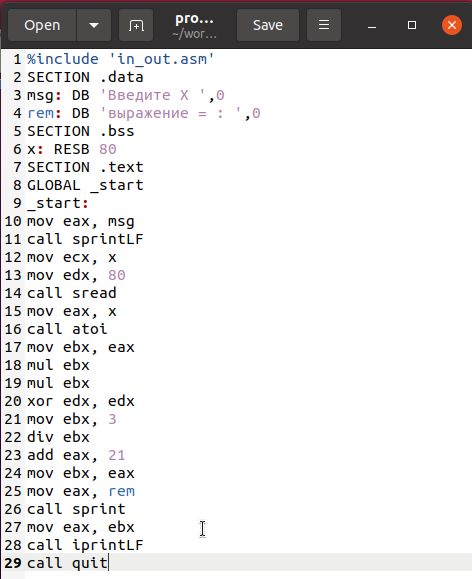 Open
pro...
~/wor...
Save
1 %include 'in_out.asm'
2 SECTION .data
3 msg: DB 'Введите X ',0
4 rem: DB 'выражение = : ',0
5 SECTION .bss
6 x: RESB 80
7 SECTION .text
8 GLOBAL _start
9 _start:
10 mov eax, msg
11 call sprintLF
12 mov ecx, x
13 mov edx, 80
14 call sread
15 mov eax, x
16 call atoi
17 mov ebx, eax
18 mul ebx
19 mul ebx
20 xor edx, edx
21 mov ebx, 3
22 div ebx
23 add eax, 21
24 mov ebx, eax
25 mov eax, rem
26 call sprint
27 mov eax, ebx
28 call iprintLF
29 call quit